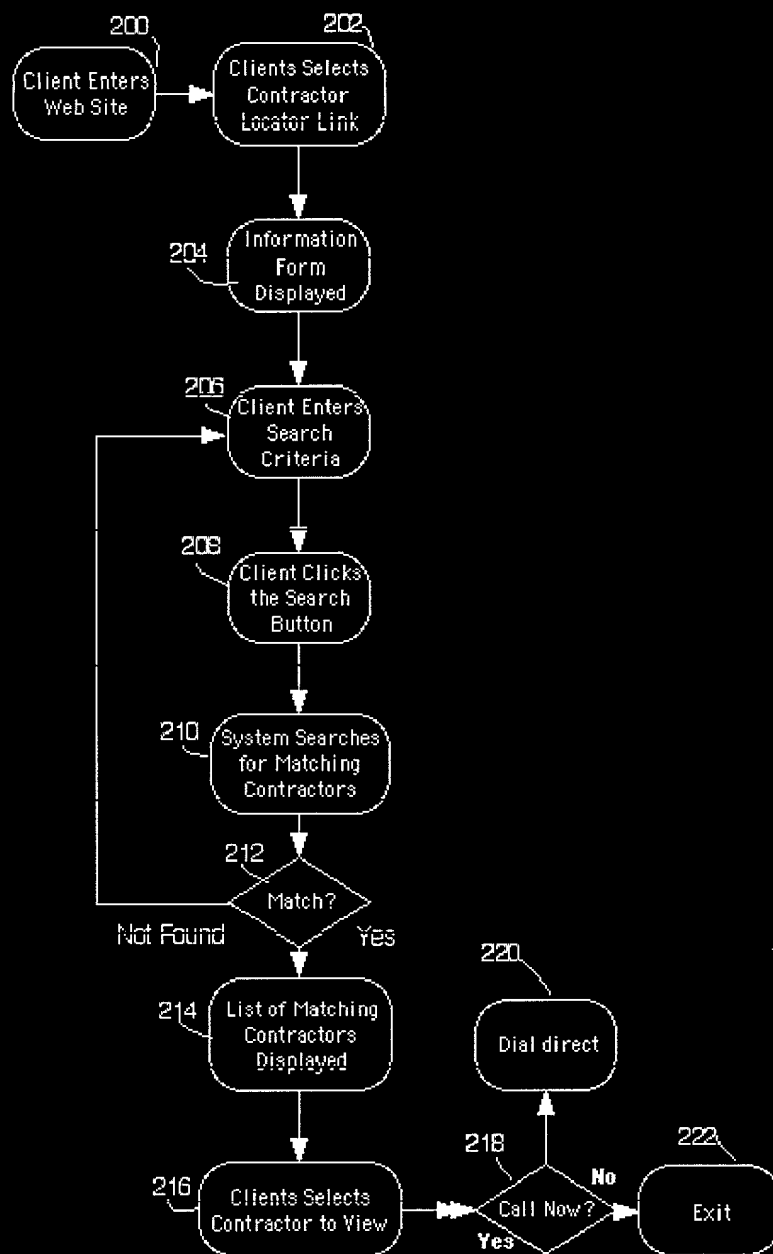 200
Client Enters
Web Site
202
Clients Selects
Contractor
Locator Link
204
Information
Form
Displayed
206
Client Enters
Search
Criteria
208
Client Clicks
the Search
Button
210
System Searches
for Matching
Contractors
212
Match?
Not Found
Yes
214
List of Matching
Contractors
Displayed
216
Clients Selects
Contractor to View
218
Call Now?
Yes
No
220
Dial direct
222
Exit